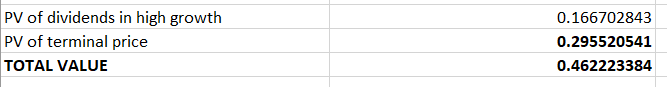 PV of dividends in high growth 0.166702843
PV of terminal price 0.295520541
TOTAL VALUE 0.462223384